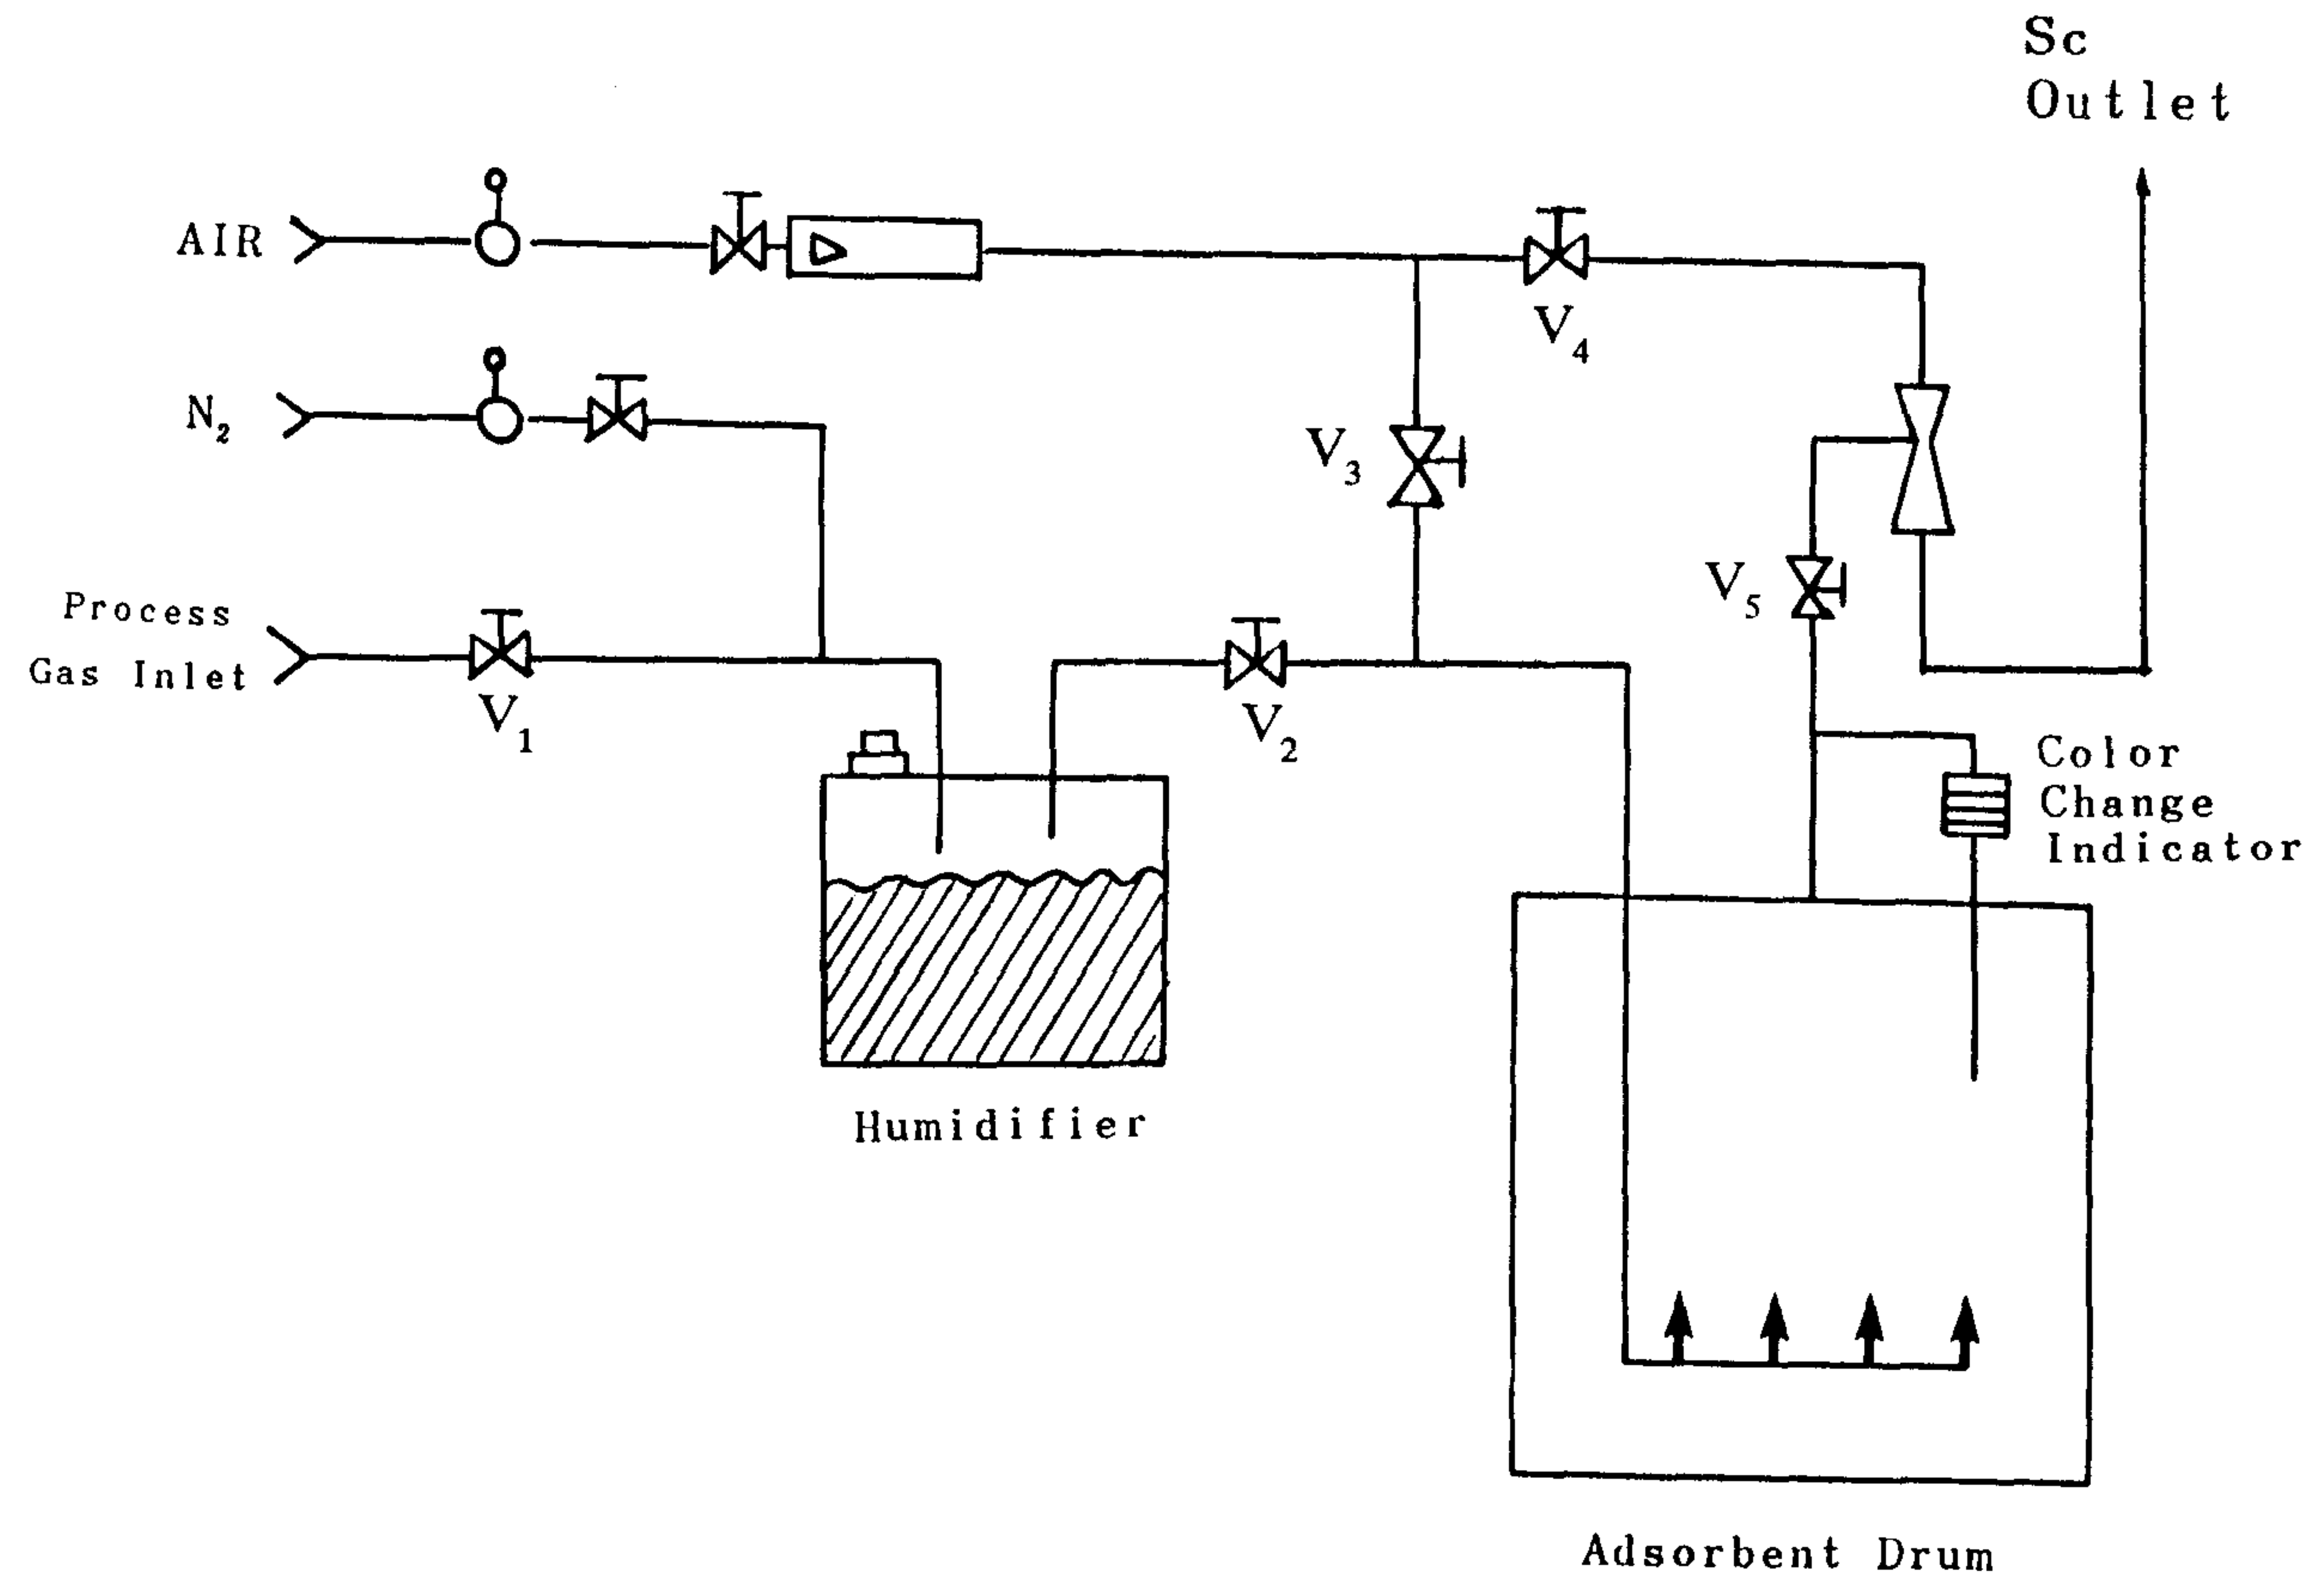 Sc
Outlet
AIR
V4
N2
V3
Process
Gas Inlet
V1
V2
V5
Color
Change
Indicator
Humidifier
Adsorbent Drum